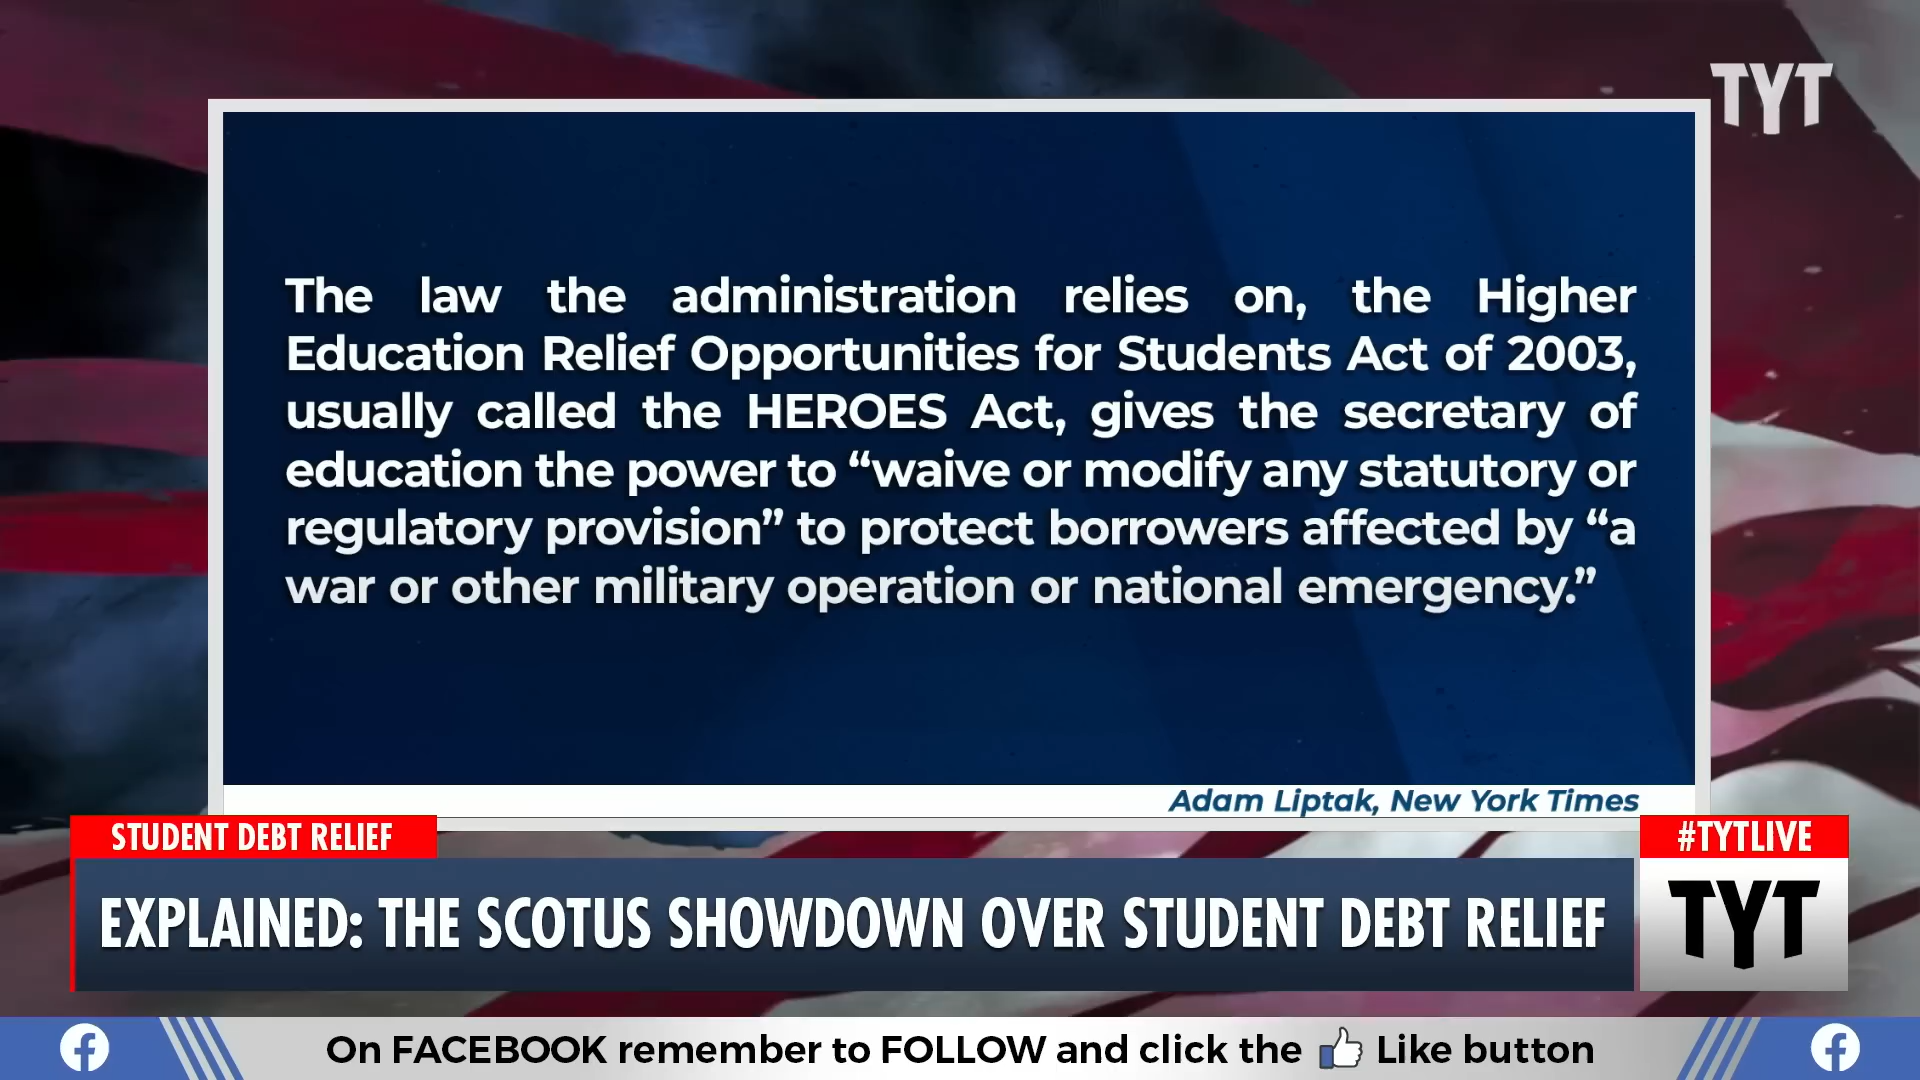 TYT
The law the administration relies on, the Higher
Education Relief Opportunities for Students Act of 2003,
usually called the HEROES Act, gives the secretary of
education the power to “waive or modify any statutory or
regulatory provision” to protect borrowers affected by “a
war or other military operation or national emergency.”
Adam Liptak, New York Times
STUDENT DEBT RELIEF
#TYTLIVE
EXPLAINED: THE SCOTUS SHOWDOWN OVER STUDENT DEBT RELIEF
TYT
On FACEBOOK remember to FOLLOW and click the Like button